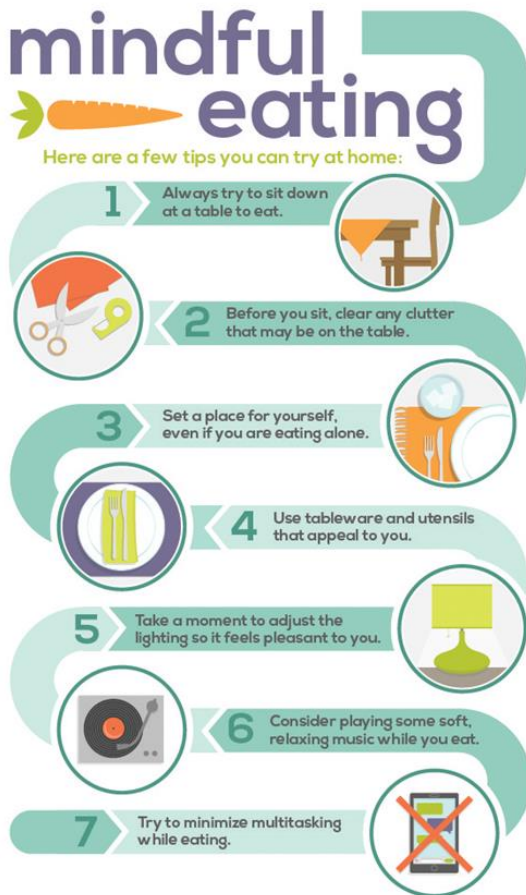 mindful
eating
Here are a few tips you can try at home:
1
Always try to sit down
at a table to eat.
2
Before you sit, clear any clutter
that may be on the table.
3
Set a place for yourself,
even if you are eating alone.
4
Use tableware and utensils
that appeal to you.
5
Take a moment to adjust the
lighting so it feels pleasant to you.
6
Consider playing some soft,
relaxing music while you eat.
7
Try to minimize multitasking
while eating.